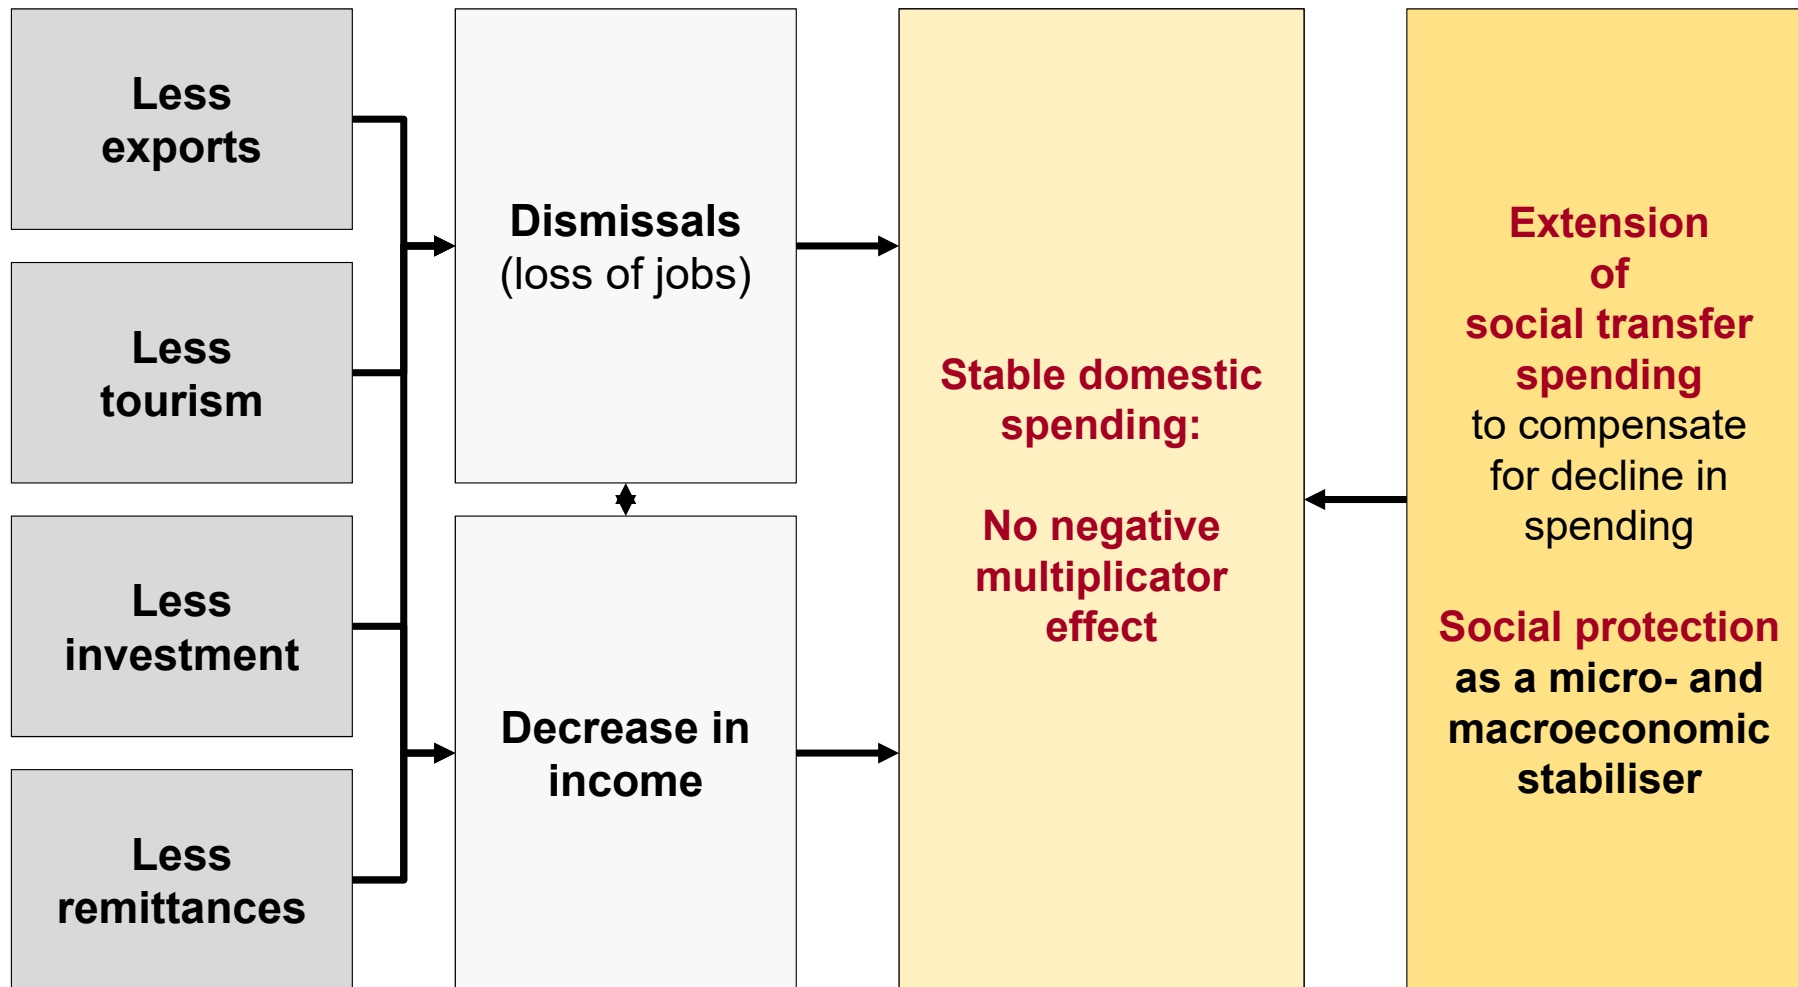 Less
exports
Less
tourism
Less
investment
Less
remittances
Dismissals
(loss of jobs)
Decrease in
income
Stable domestic
spending:
No negative
multiplicator
effect
Extension
of
social transfer
spending
to compensate
for decline in
spending
Social protection
as a micro- and
macroeconomic
stabiliser